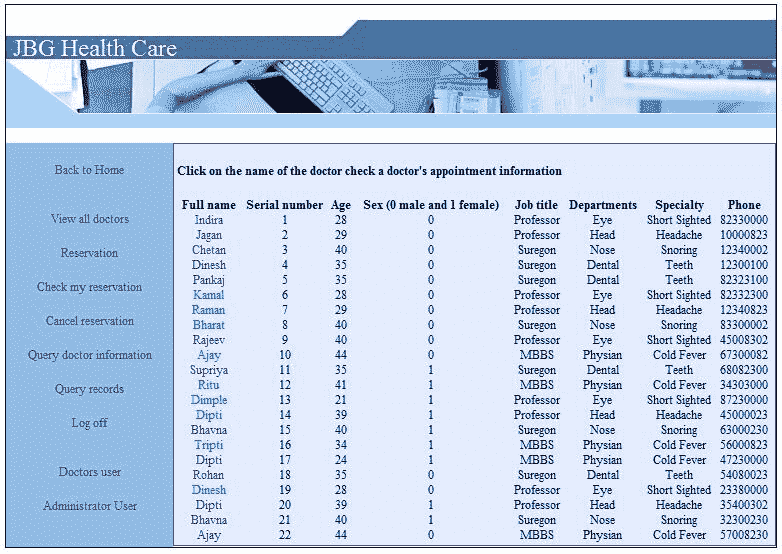 JBG Health Care
Back to Home
View all doctors
Reservation
Check my reservation
Cancel reservation
Query doctor information
Query records
Log off
Doctors user
Administrator User
Click on the name of the doctor check a doctor's appointment information
Full name Serial number Age Sex (0 male and 1 female) Job title Departments Specialty Phone
Indira 1 28 0 Professor Eye Short Sighted 82330000
Jagan 2 29 0 Professor Head Headache 10000823
Chetan 3 40 0 Suregon Nose Snoring 12340002
Dinesh 4 35 0 Suregon Dental Teeth 12300100
Pankaj 5 35 0 Suregon Dental Teeth 82323100
Kamal 6 28 0 Professor Eye Short Sighted 82332300
Raman 7 29 0 Professor Head Headache 12340823
Bharat 8 40 0 Suregon Nose Snoring 83300002
Rajeev 9 40 0 Professor Eye Short Sighted 45008302
Ajay 10 44 0 MBBS Physian Cold Fever 67300082
Supriya 11 35 1 Suregon Dental Teeth 68082300
Ritu 12 41 1 MBBS Physian Cold Fever 34303000
Dimple 13 21 1 Professor Eye Short Sighted 87230000
Dipti 14 39 1 Professor Head Headache 45000023
Bhavna 15 40 1 Suregon Nose Snoring 63000230
Tripti 16 34 1 MBBS Physian Cold Fever 56000823
Dipti 17 24 1 MBBS Physian Cold Fever 47230000
Rohan 18 35 0 Suregon Dental Teeth 54080023
Dinesh 19 28 0 Professor Eye Short Sighted 23380000
Dipti 20 39 1 Professor Head Headache 35400302
Bhavna 21 40 1 Suregon Nose Snoring 32300230
Ajay 22 44 0 MBBS Physian Cold Fever 57008230